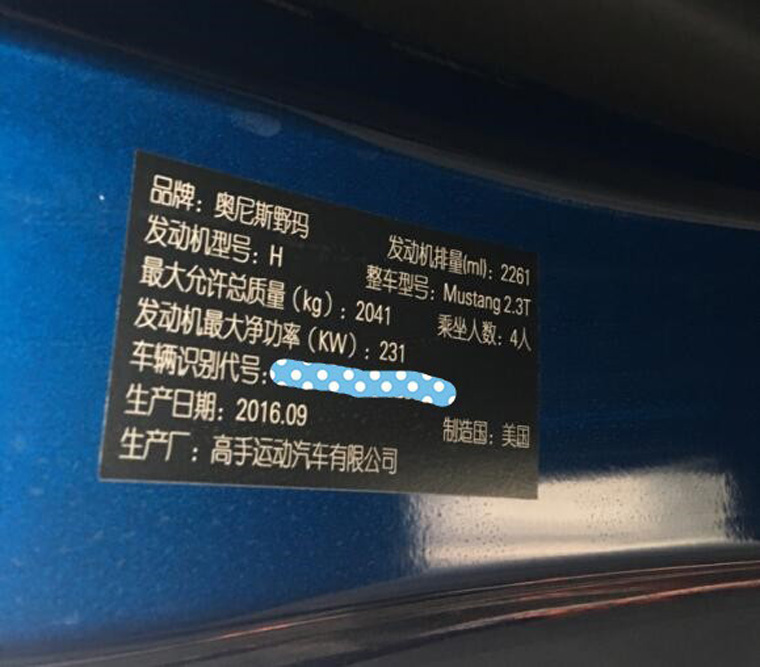 品牌：奥尼斯野玛
发动机型号：H 发动机排量(ml)：2261
最大允许总质量（kg）：2041 整车型号：Mustang 2.3T
发动机最大净功率（KW）：231 乘坐人数：4人
车辆识别代号：
生产日期：2016.09 制造国：美国
生产厂：高手运动汽车有限公司